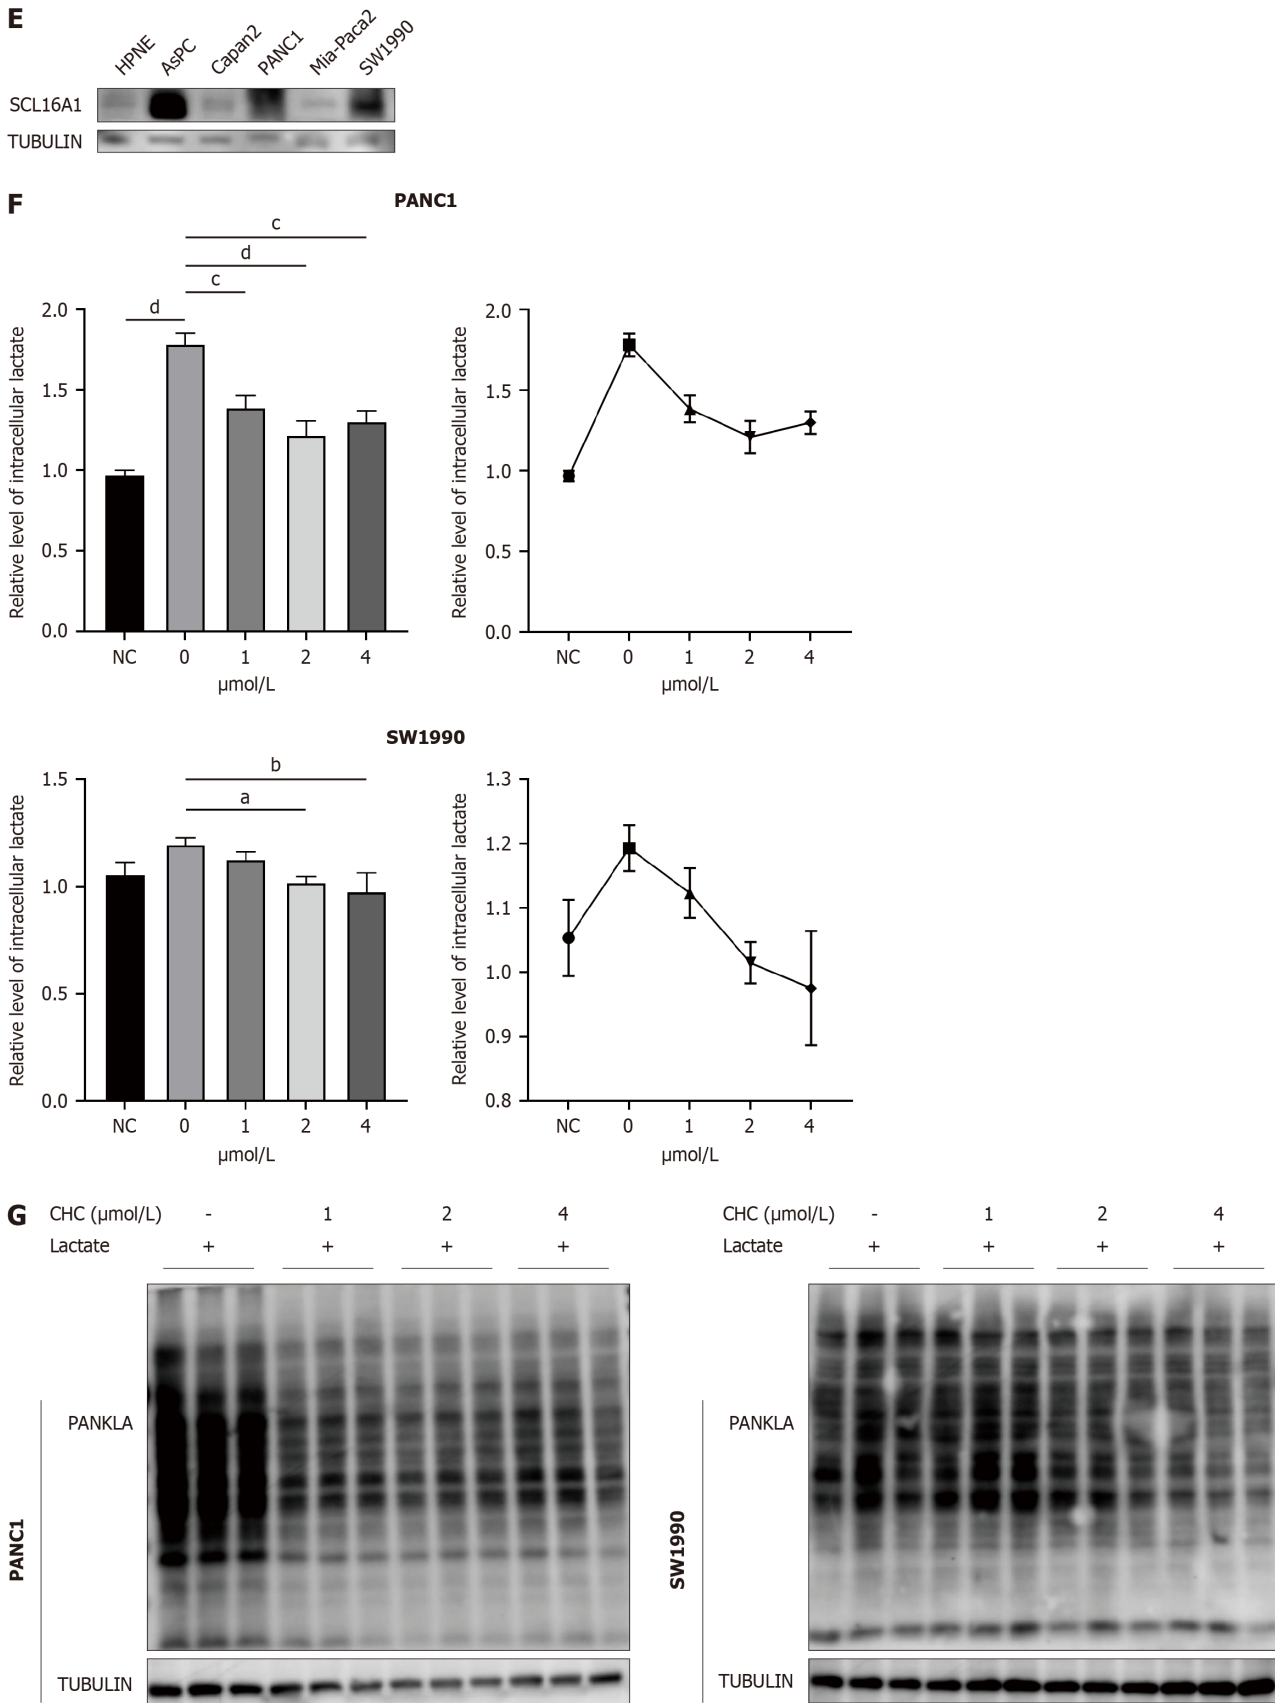 E
HPNE AsPC Capan2 PANC1 Mia-Paca2 SW1990
SCL16A1
TUBULIN
F
PANC1
c
d
c
d
Relative level of intracellular lactate
2.0
1.5
1.0
0.5
0.0
NC 0 1 2 4
µmol/L
Relative level of intracellular lactate
2.0
1.5
1.0
0.5
0.0
NC 0 1 2 4
µmol/L
SW1990
b
a
Relative level of intracellular lactate
1.5
1.0
0.5
0.0
NC 0 1 2 4
µmol/L
Relative level of intracellular lactate
1.3
1.2
1.1
1.0
0.9
0.8
NC 0 1 2 4
µmol/L
G
CHC (µmol/L) - 1 2 4
Lactate + + + +
PANKLA
PANC1
TUBULIN
CHC (µmol/L) - 1 2 4
Lactate + + + +
PANKLA
SW1990
TUBULIN